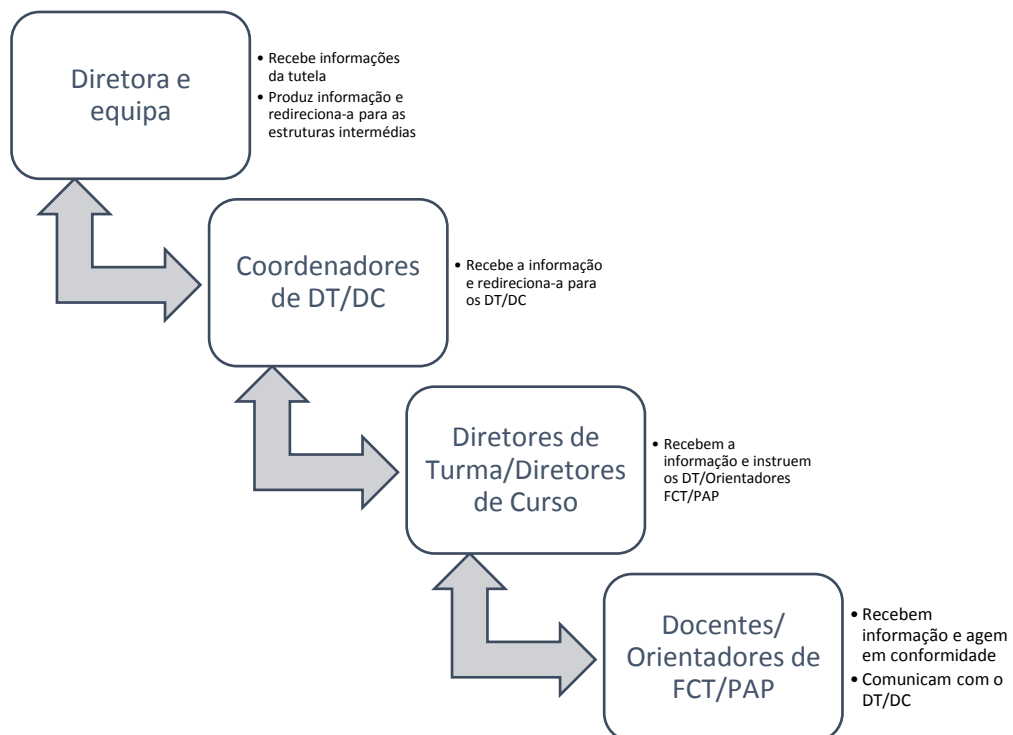 Diretora e
equipa
• Recebe informações
da tutela
• Produz informação e
redireciona-a para as
estruturas intermédias
Coordenadores
de DT/DC
• Recebe a informação
e redireciona-a para
os DT/DC
Diretores de
Turma/Diretores
de Curso
• Recebem a
informação e instruem
os DT/Orientadores
FCT/PAP
Docentes/
Orientadores de
FCT/PAP
• Recebem
informação e agem
em conformidade
• Comunicam com o
DT/DC